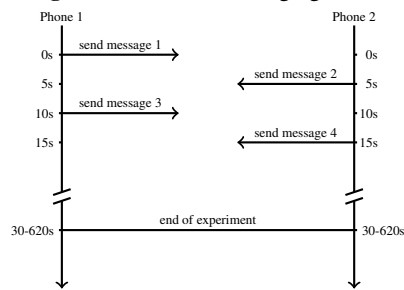 Phone 1 Phone 2
0s send message 1 0s
5s send message 2 5s
10s send message 3 10s
15s send message 4 15s
30-620s end of experiment 30-620s